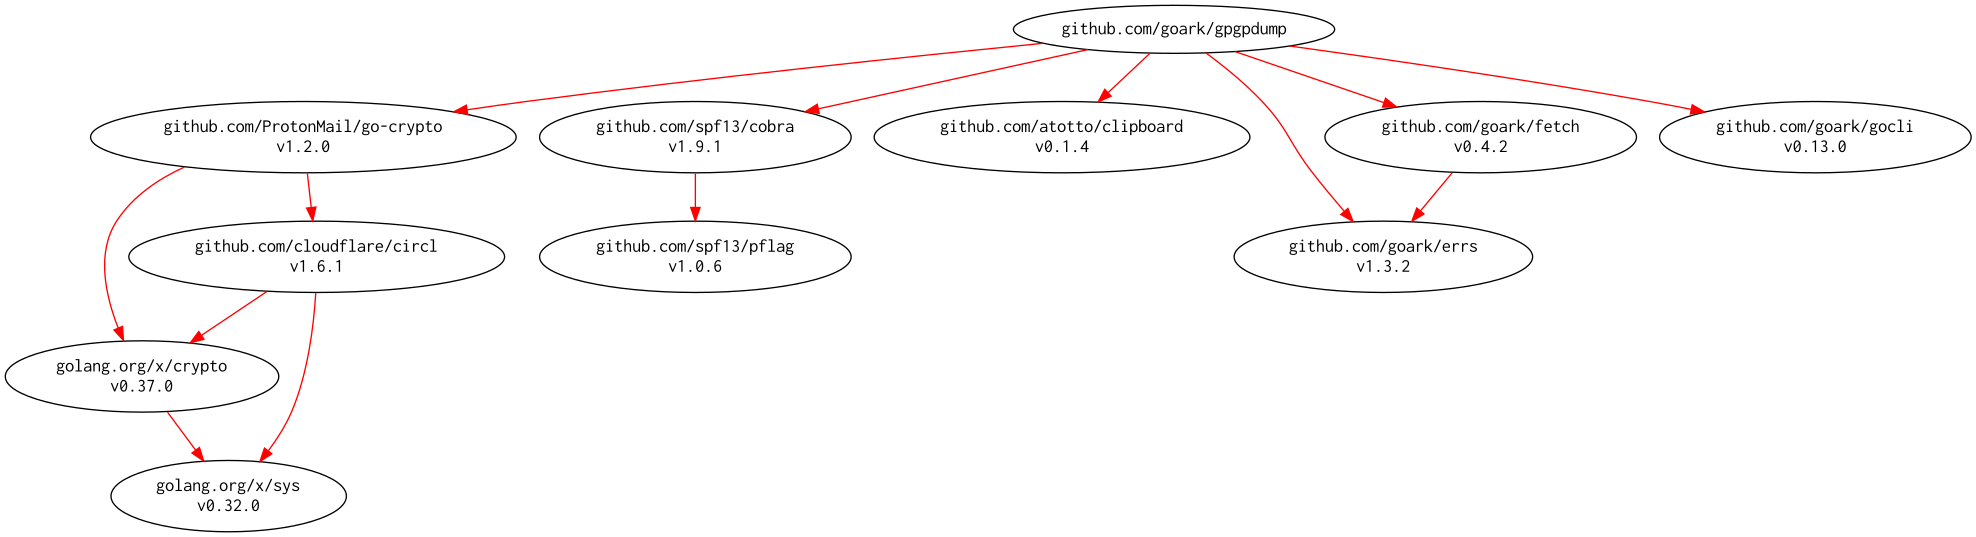 github.com/goark/gpgpdump
github.com/ProtonMail/go-crypto
v1.2.0
github.com/spf13/cobra
v1.9.1
github.com/atotto/clipboard
v0.1.4
github.com/goark/fetch
v0.4.2
github.com/goark/gocli
v0.13.0
github.com/cloudflare/circl
v1.6.1
github.com/spf13/pflag
v1.0.6
github.com/goark/errs
v1.3.2
golang.org/x/crypto
v0.37.0
golang.org/x/sys
v0.32.0